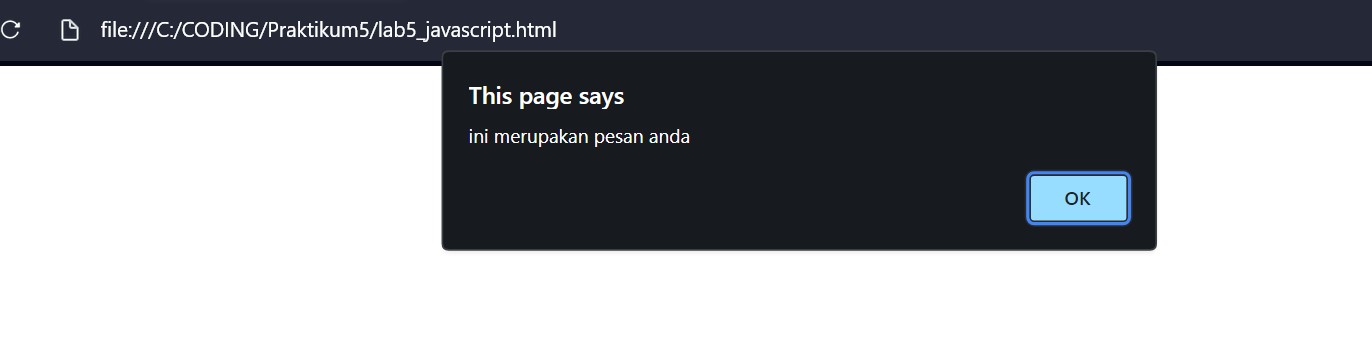 file:///C:/CODING/Praktikum5/lab5_javascript.html
This page says
ini merupakan pesan anda
OK